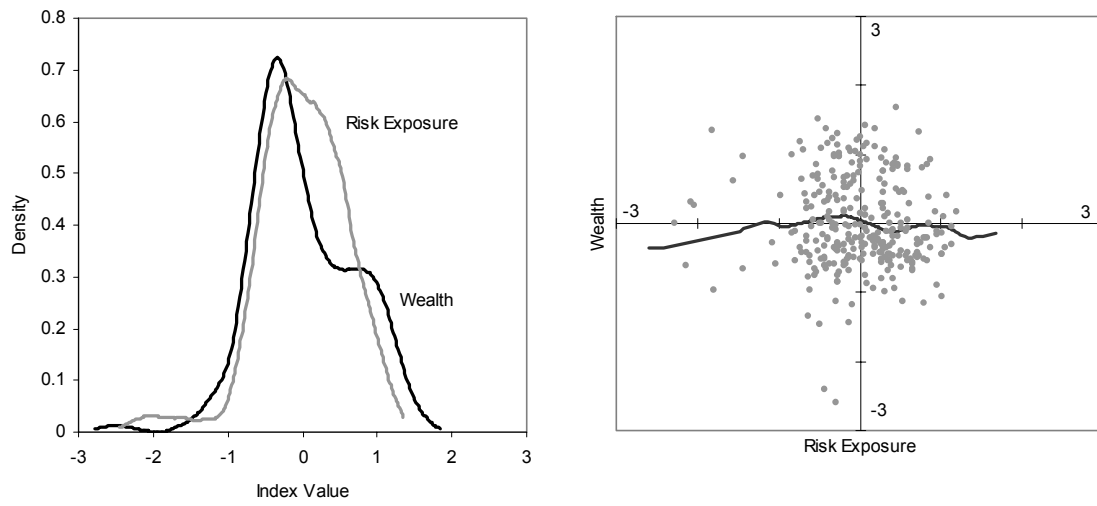 0.8
0.7
0.6
0.5
0.4
0.3
0.2
0.1
0
Density
-3 -2 -1 0 1 2 3
Index Value
Risk Exposure
Wealth
3
-3 3
-3
Wealth
Risk Exposure